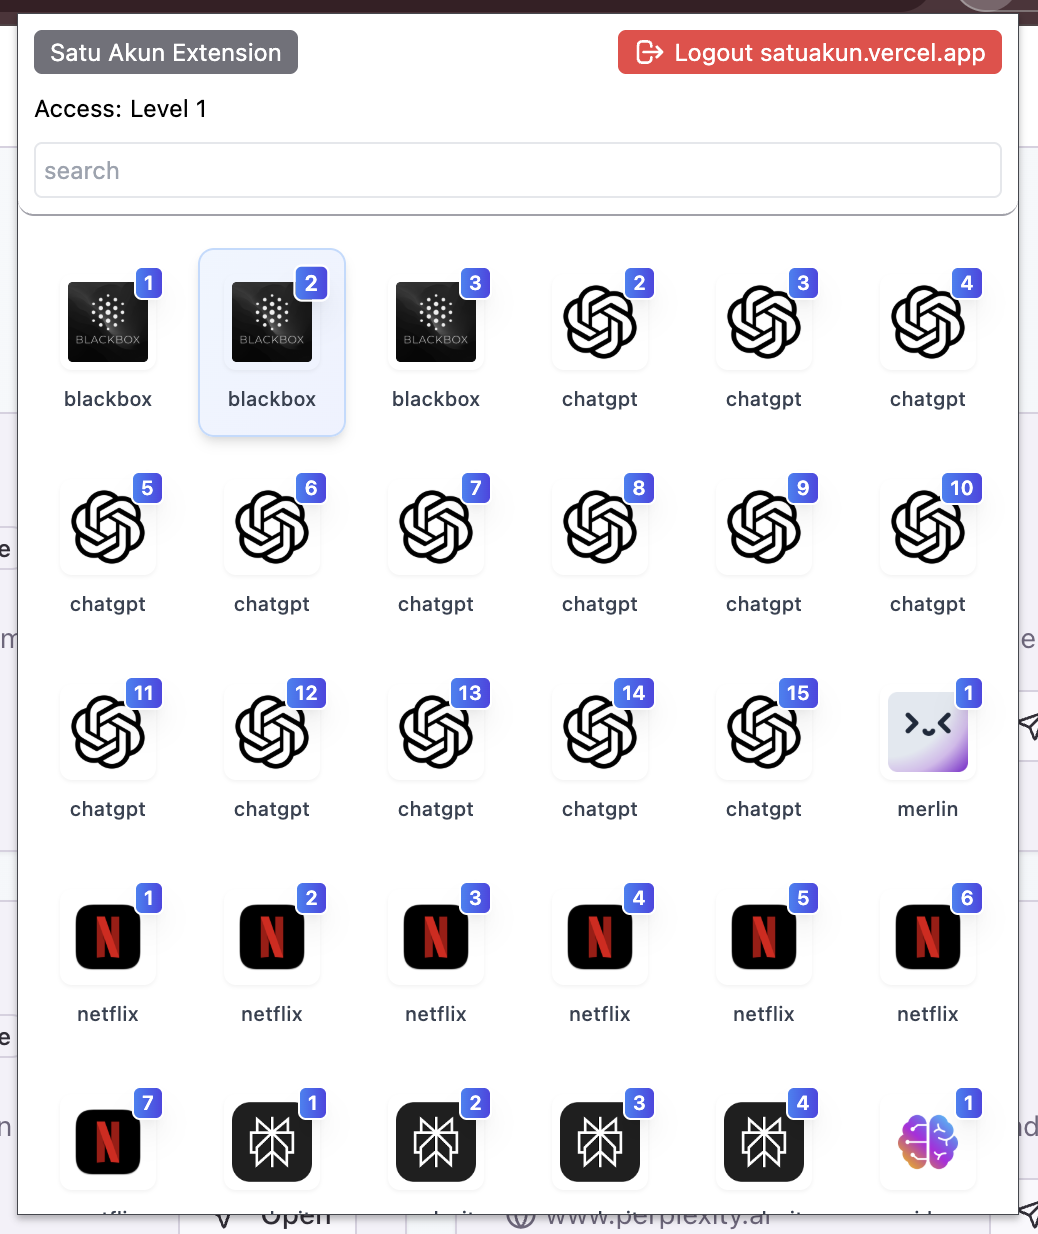 Satu Akun Extension
Logout satuakun.vercel.app
Access: Level 1
search
1 2 3 2 3 4
BLACKBOX BLACKBOX BLACKBOX
blackbox blackbox blackbox chatgpt chatgpt chatgpt
5 6 7 8 9 10
chatgpt chatgpt chatgpt chatgpt chatgpt chatgpt
11 12 13 14 15 1
chatgpt chatgpt chatgpt chatgpt chatgpt merlin
1 2 3 4 5 6
netflix netflix netflix netflix netflix netflix
7 1 2 3 4 1
Open www.perplexity.ai